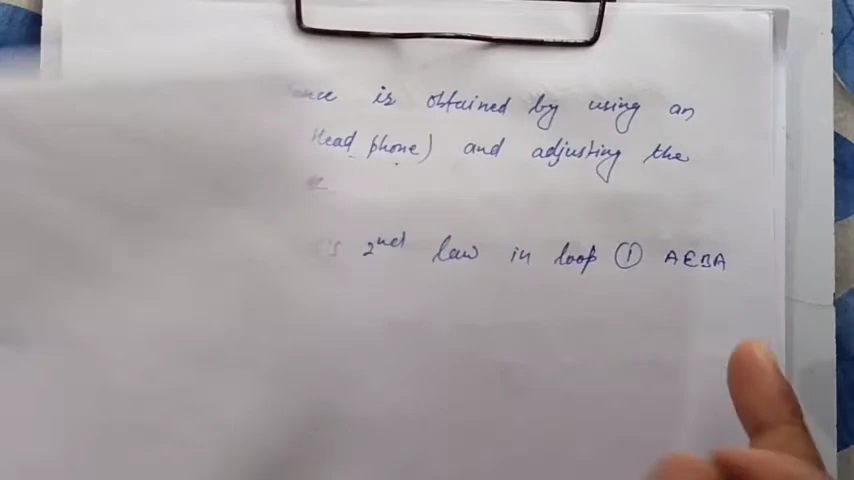 is obtained by using an
Head phone) and adjusting the
2nd law in loop ① AEBA